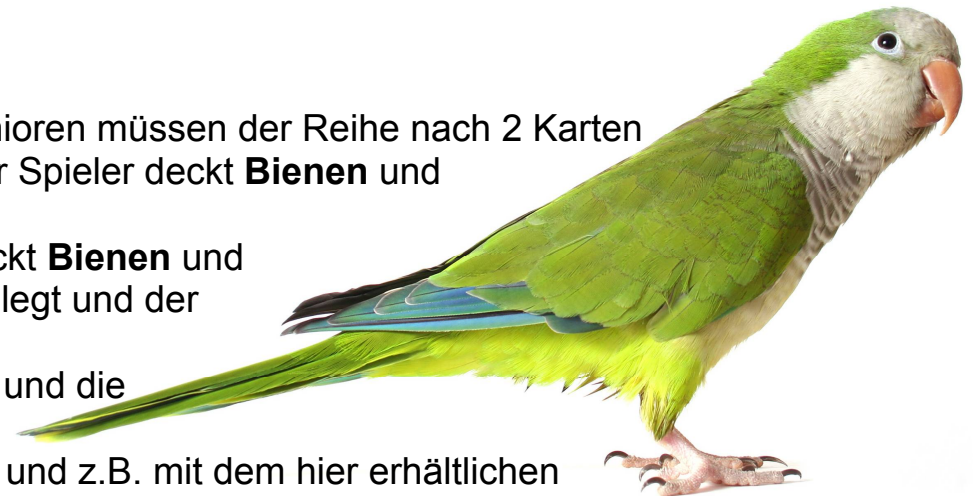 nioren müssen der Reihe nach 2 Karten
r Spieler deckt Bienen und
ckt Bienen und
legt und der
und die
und z.B. mit dem hier erhältlichen